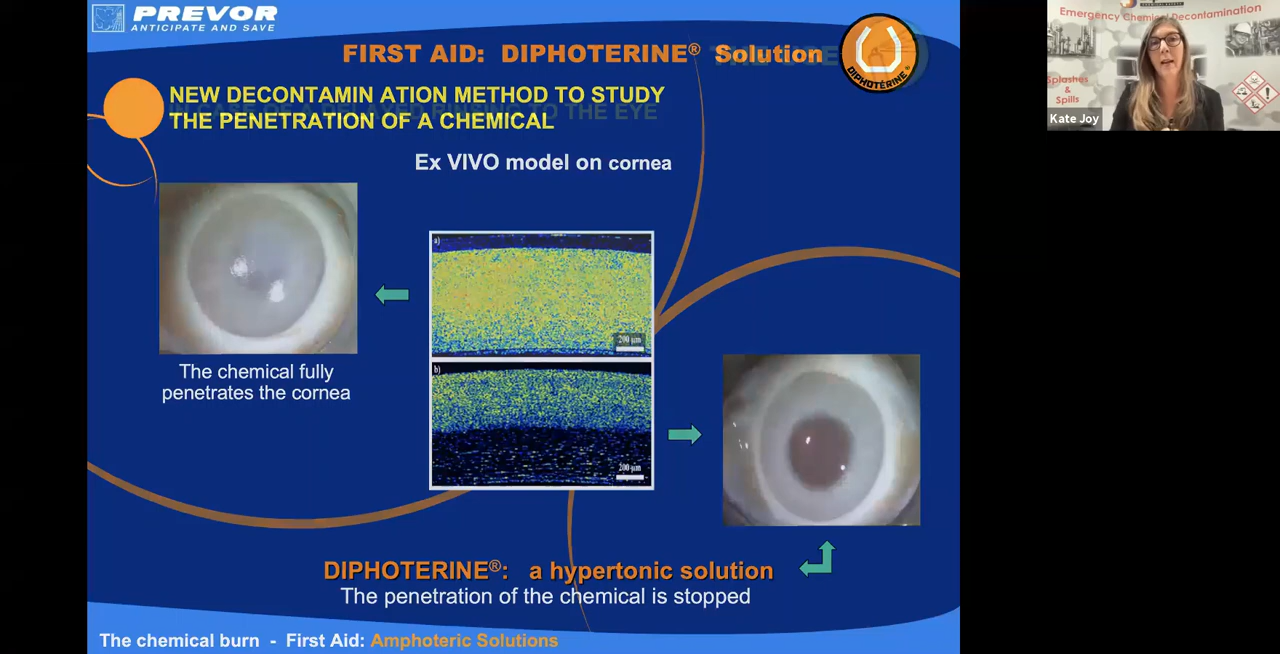 PREVOR
ANTICIPATE AND SAVE
FIRST AID: DIPHOTERINE® Solution
DIPHOTERINE®
NEW DECONTAMIN ATION METHOD TO STUDY
THE PENETRATION OF A CHEMICAL
Ex VIVO model on cornea
a)
200 µm
b)
200 µm
The chemical fully
penetrates the cornea
DIPHOTERINE®: a hypertonic solution
The penetration of the chemical is stopped
The chemical burn - First Aid: Amphoteric Solutions
Emergency Chemical Decontamination
Splashes
&
Spills
Kate Joy